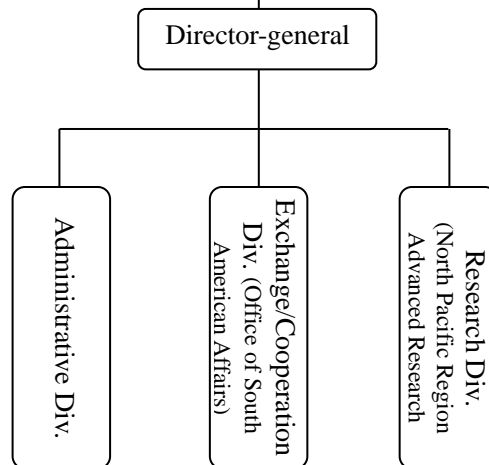 Director-general
Administrative Div.
Exchange/Cooperation
Div. (Office of South
American Affairs)
Research Div.
(North Pacific Region
Advanced Research